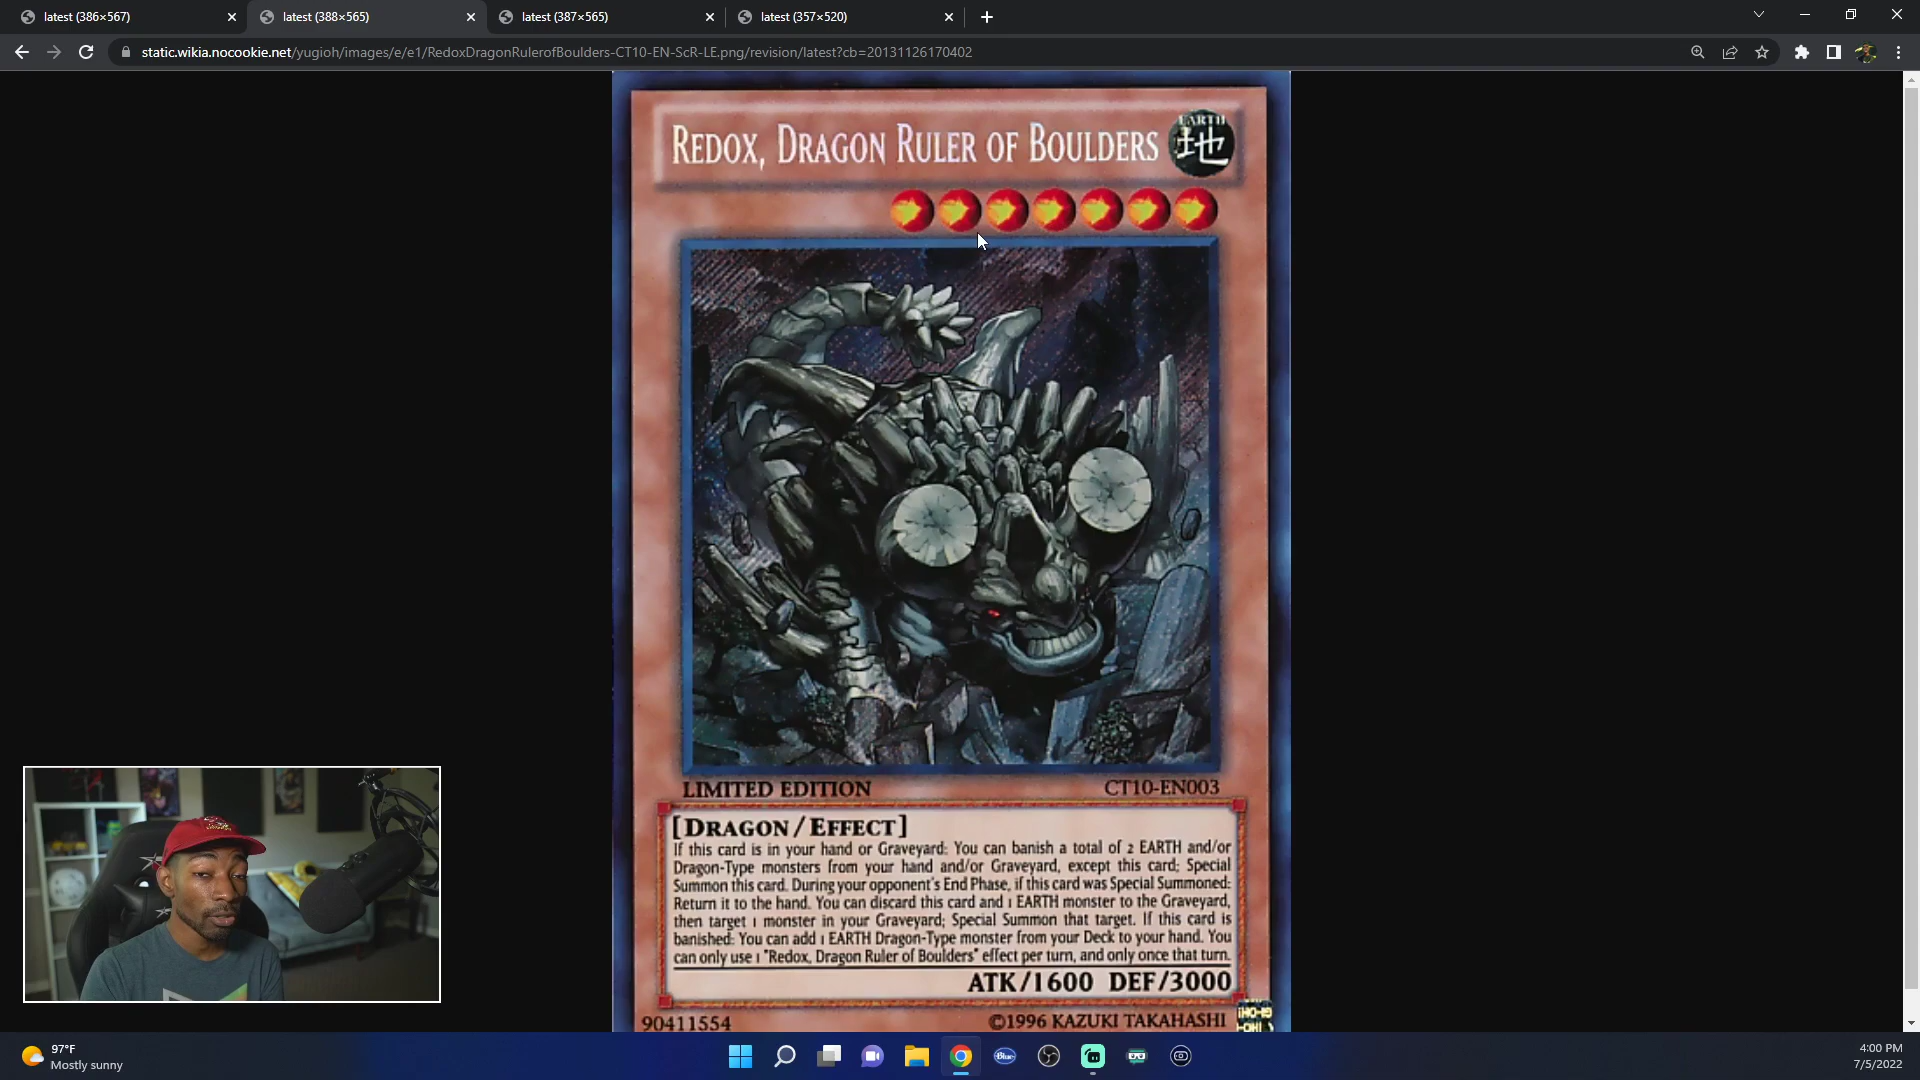 latest (386×567)
latest (388×565)
latest (387×565)
latest (357×520)
static.wikia.nocookie.net/yugioh/images/e/e1/RedoxDragonRulerofBoulders-CT10-EN-ScR-LE.png/revision/latest?cb=20131126170402
REDOX, DRAGON RULER OF BOULDERS
EARTH
地
LIMITED EDITION
CT10-EN003
[DRAGON/EFFECT]
If this card is in your hand or Graveyard: You can banish a total of 2 EARTH and/or
Dragon-Type monsters from your hand and/or Graveyard, except this card; Special
Summon this card. During your opponent's End Phase, if this card was Special Summoned:
Return it to the hand. You can discard this card and 1 EARTH monster to the Graveyard,
then target 1 monster in your Graveyard; Special Summon that target. If this card is
banished: You can add 1 EARTH Dragon-Type monster from your Deck to your hand. You
can only use 1 "Redox, Dragon Ruler of Boulders" effect per turn, and only once that turn.
ATK/1600 DEF/3000
90411554
©1996 KAZUKI TAKAHASHI
97°F
Mostly sunny
Blue
4:00 PM
7/5/2022